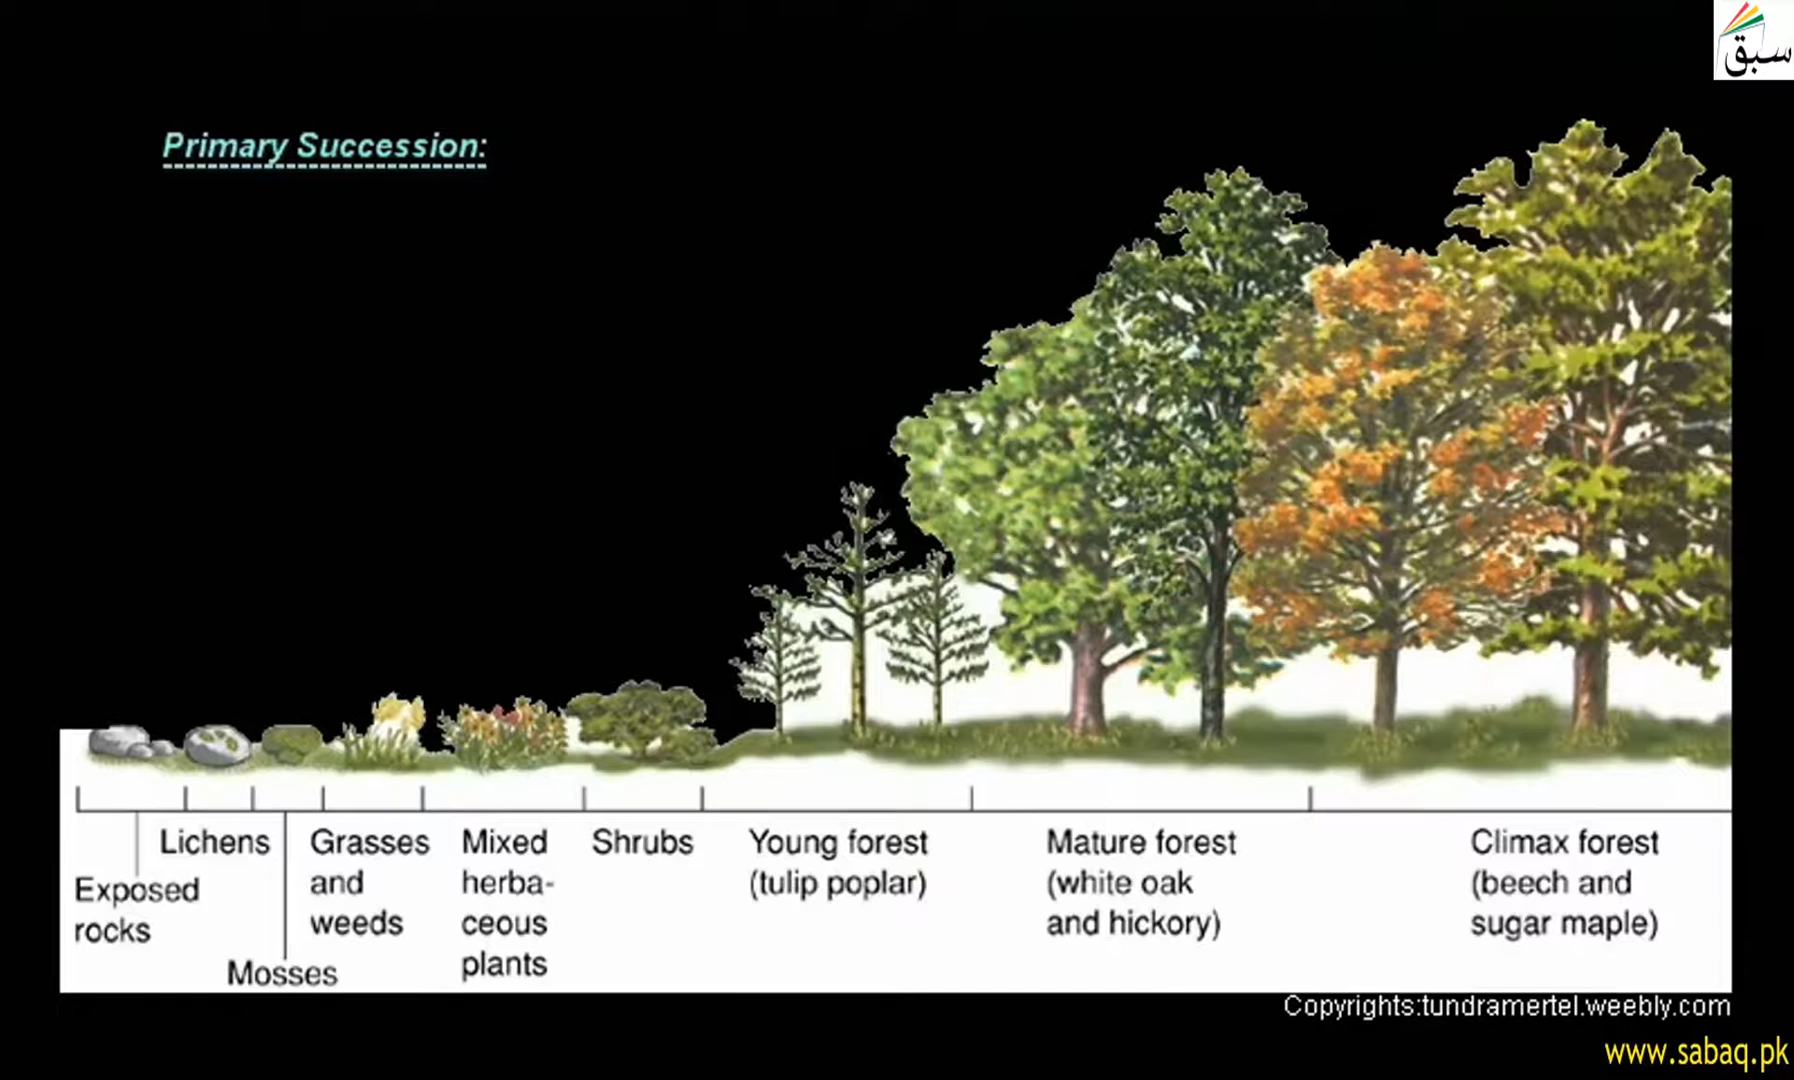 سبق
Primary Succession:
Exposed
rocks
Lichens
Mosses
Grasses
and
weeds
Mixed
herba-
ceous
plants
Shrubs
Young forest
(tulip poplar)
Mature forest
(white oak
and hickory)
Climax forest
(beech and
sugar maple)
Copyrights:tundramertel.weebly.com
www.sabaq.pk